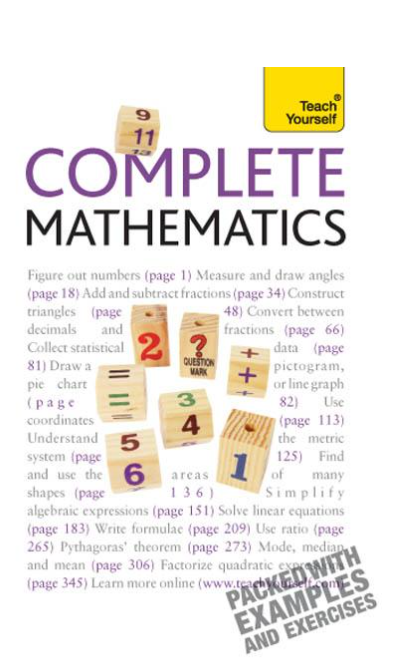 Teach
Yourself®
9
11
13
COMPLETE
MATHEMATICS
Figure out numbers (page 1) Measure and draw angles
(page 18) Add and subtract fractions (page 34) Construct
triangles (page 48) Convert between
decimals and fractions (page 66)
Collect statistical data (page
81) Draw a pictogram,
pie chart or line graph
(page 82) Use
coordinates (page 113)
Understand the metric
system (page 125) Find
and use the areas of many
shapes (page 136) Simplify
algebraic expressions (page 151) Solve linear equations
(page 183) Write formulae (page 209) Use ratio (page
265) Pythagoras' theorem (page 273) Mode, median,
and mean (page 306) Factorize quadratic expressions
(page 345) Learn more online (www.teachyourself.com)
2
?
QUESTION
MARK
+
+
=
=
3
4
5
6
1
PACKED WITH
EXAMPLES
AND EXERCISES